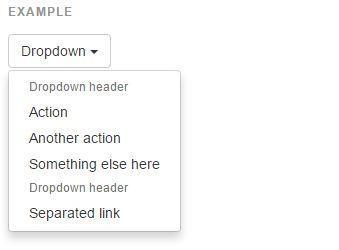 EXAMPLE
Dropdown
Dropdown header
Action
Another action
Something else here
Dropdown header
Separated link